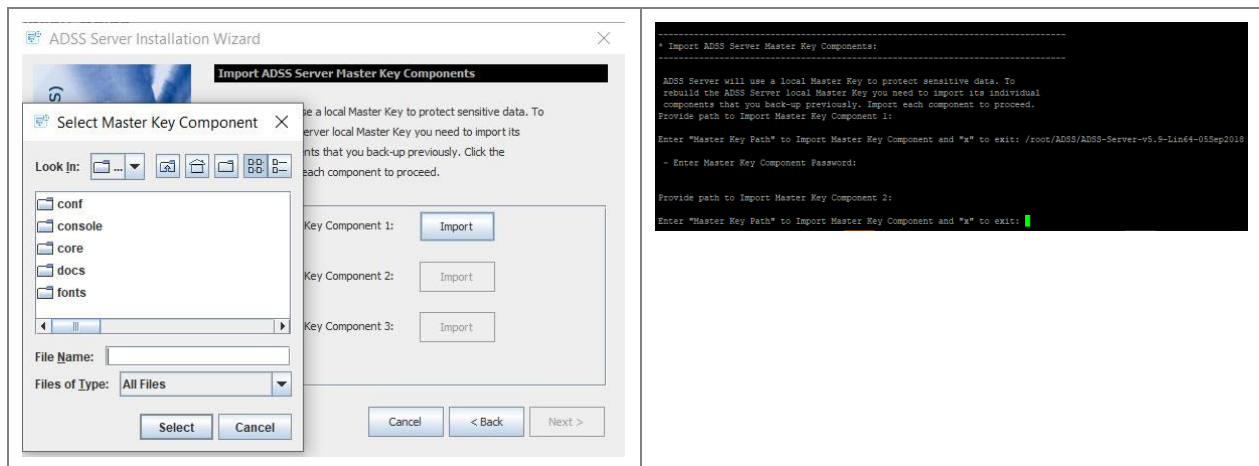 ADSS Server Installation Wizard
Import ADSS Server Master Key Components
se a local Master Key to protect sensitive data. To
erver local Master Key you need to import its
nts that you back-up previously. Click the
each component to proceed.
Key Component 1:
Import
Key Component 2:
Import
Key Component 3:
Import
Cancel
< Back
Next >
s)
Select Master Key Component
Look In:
...
conf
console
core
docs
fonts
File Name:
Files of Type:
All Files
Select
Cancel
--------------------------------------------------------------------------------
* Import ADSS Server Master Key Components:
--------------------------------------------------------------------------------
ADSS Server will use a local Master Key to protect sensitive data. To
rebuild the ADSS Server local Master Key you need to import its individual
components that you back-up previously. Import each component to proceed.
Provide path to Import Master Key Component 1:
Enter "Master Key Path" to Import Master Key Component and "x" to exit: /root/ADSS/ADSS-Server-v5.9-Lin64-05Sep2018
- Enter Master Key Component Password:
Provide path to Import Master Key Component 2:
Enter "Master Key Path" to Import Master Key Component and "x" to exit: